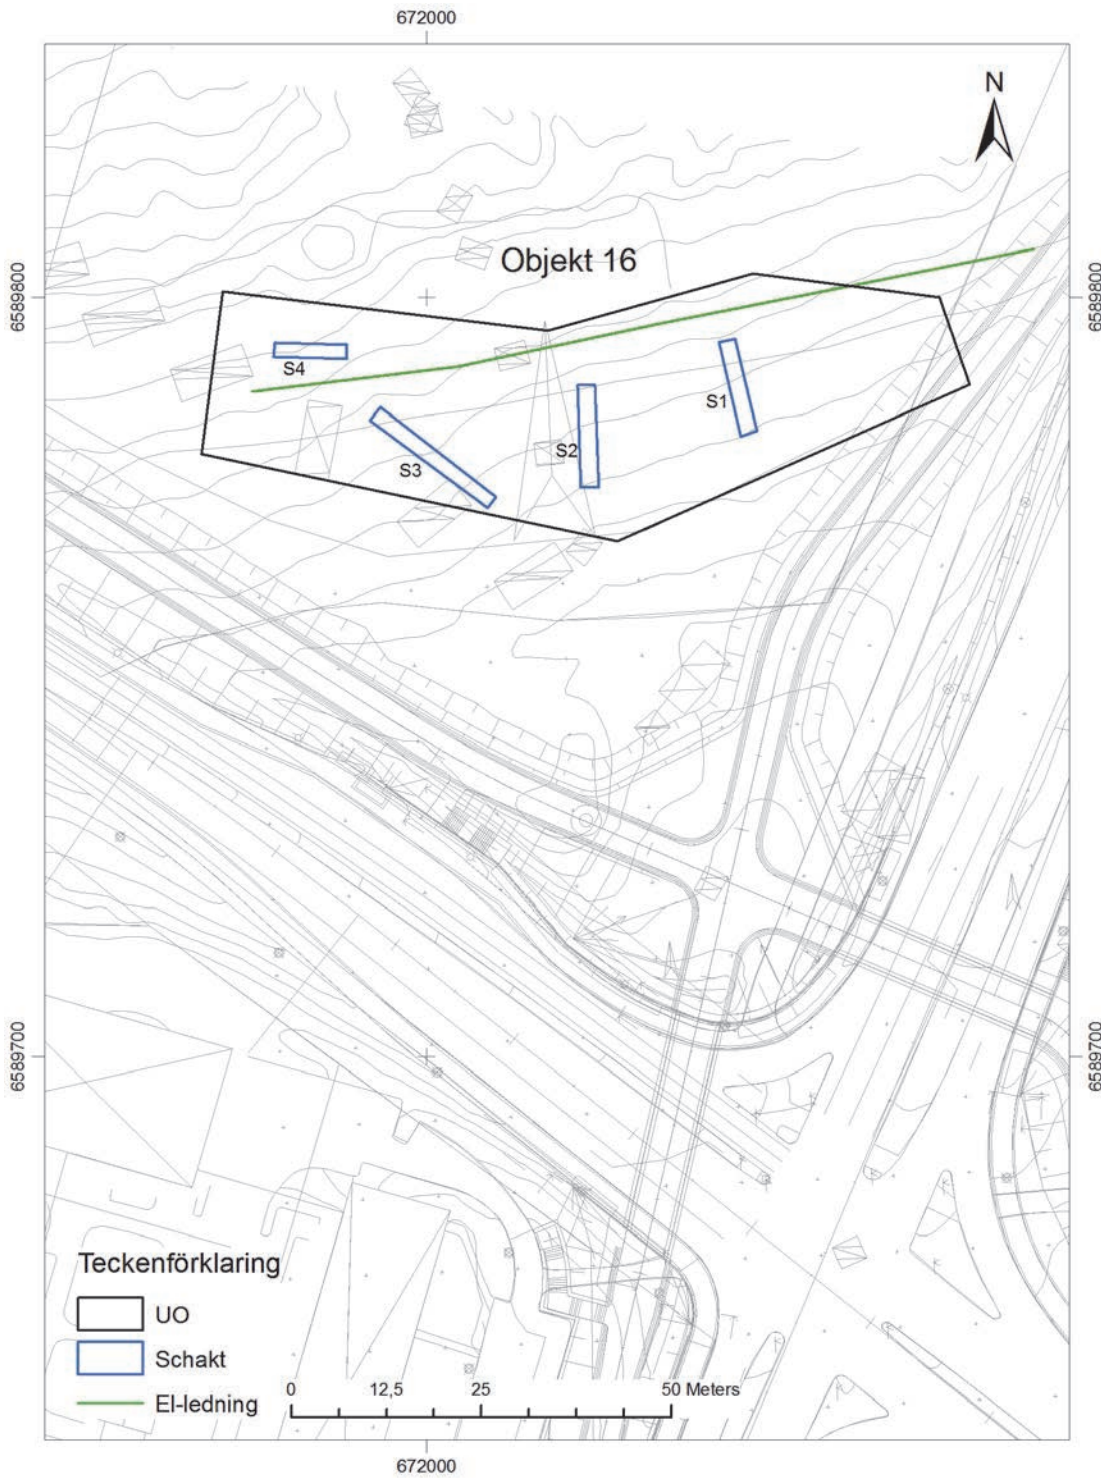 672000
N
Objekt 16
6589800
6589800
S4
S1
S2
S3
6589700
6589700
Teckenförklaring
UO
Schakt
El-ledning
0 12,5 25 50 Meters
672000